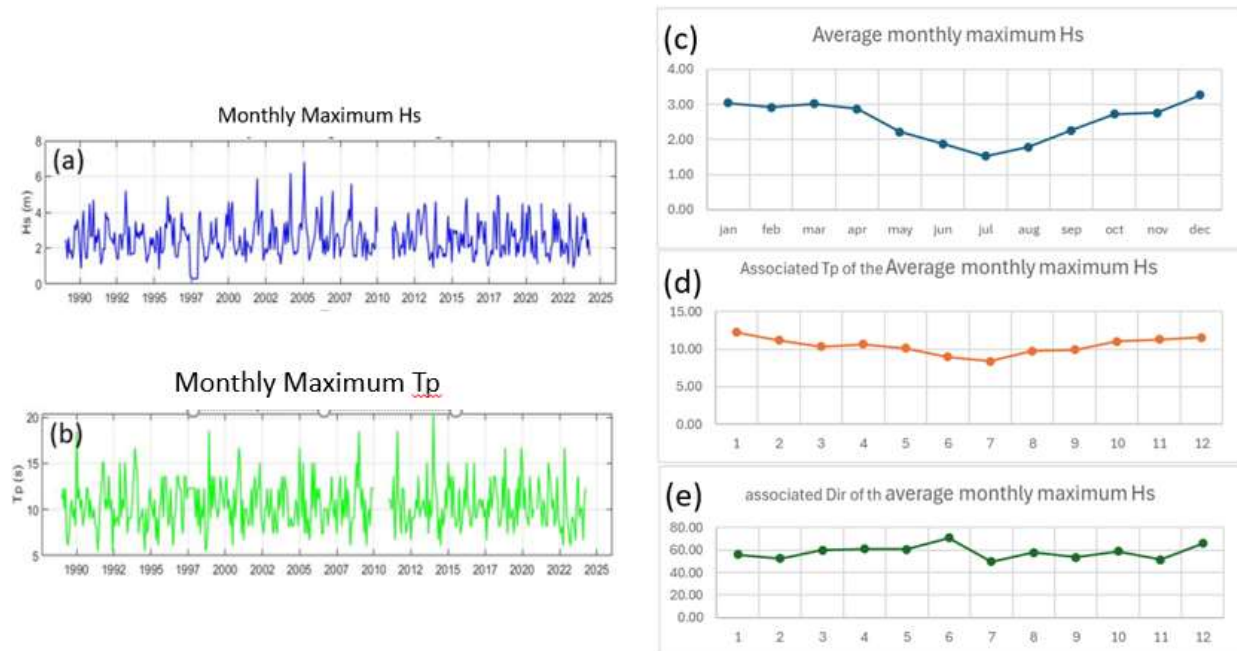 Monthly Maximum Hs
(a)
Hs (m)
8
6
4
2
0
1990 1992 1995 1997 2000 2002 2005 2007 2010 2012 2015 2017 2020 2022 2025
Monthly Maximum Tp
(b)
Tp (s)
20
15
10
5
1990 1992 1995 1997 2000 2002 2005 2007 2010 2012 2015 2017 2020 2022 2025
(c)
Average monthly maximum Hs
4.00
3.00
2.00
1.00
0.00
jan feb mar apr may jun jul aug sep oct nov dec
(d)
Associated Tp of the Average monthly maximum Hs
15.00
10.00
5.00
0.00
1 2 3 4 5 6 7 8 9 10 11 12
(e)
associated Dir of th average monthly maximum Hs
80.00
60.00
40.00
20.00
0.00
1 2 3 4 5 6 7 8 9 10 11 12